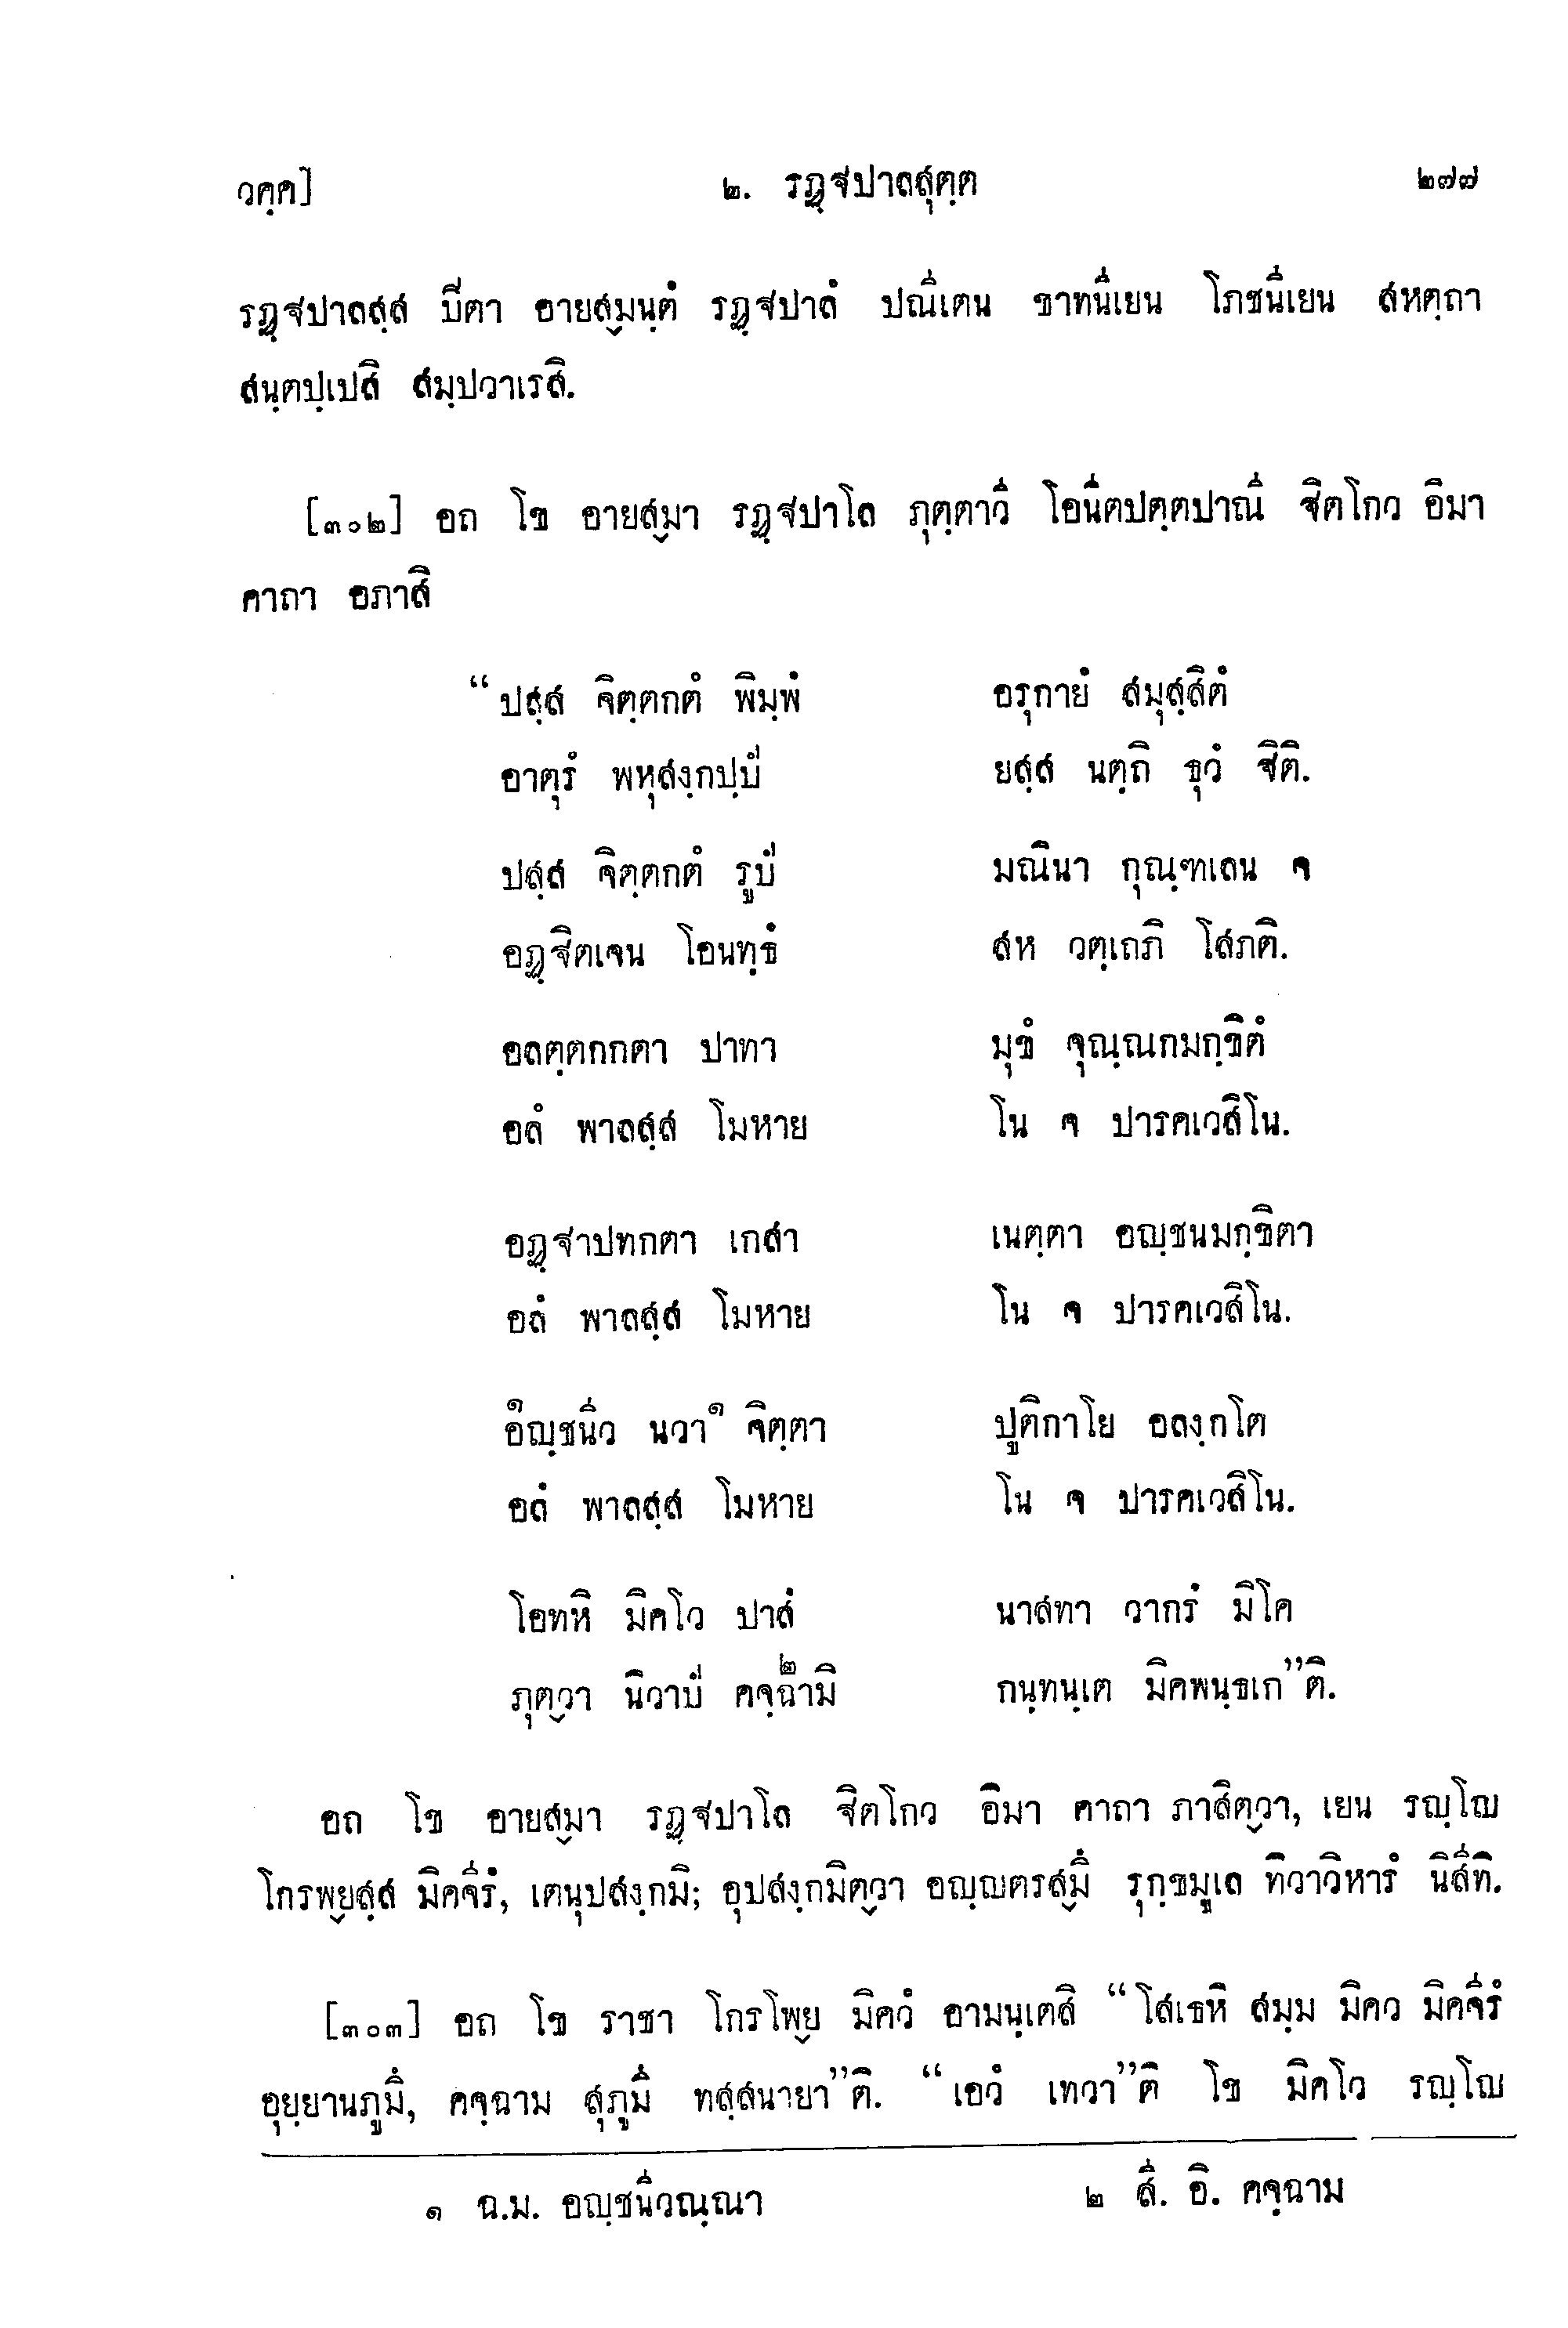 วคฺค] ๒. รฏฺฐปาลสุตฺต ๒๗๗
รฏฺฐปาลสฺส ปิตา อายสฺมนฺตํ รฏฺฐปาลํ ปณีเตน ขาทนีเยน โภชนีเยน สหตฺถา
สนฺตปฺเปสิ สมฺปวาเรสิ.
[๓๐๒] อถ โข อายสฺมา รฏฺฐปาโล ภุตฺตาวี โอนีตปตฺตปาณี ฐิตโกว อิมา
คาถา อภาสิ
“ปสฺส จิตฺตกตํ พิมฺพํ อรุกายํ สมุสฺสิตํ
อาตุรํ พหุสงฺกปฺปํ ยสฺส นตฺถิ ธุวํ ฐิติ.
ปสฺส จิตฺตกตํ รูปํ มณินา กุณฺฑเลน จ
อฏฺฐิตเจน โอนทฺธํ สห วตฺเถภิ โสภติ.
อลตฺตกกตา ปาทา มุขํ จุณฺณกมกฺขิตํ
อลํ พาลสฺส โมหาย โน จ ปารคเวสิโน.
อฏฺฐาปทกตา เกสา เนตฺตา อญฺชนมกฺขิตา
อลํ พาลสฺส โมหาย โน จ ปารคเวสิโน.
๑อญฺชนีว นวา๑ จิตฺตา ปูติกาโย อลงฺกโต
อลํ พาลสฺส โมหาย โน จ ปารคเวสิโน.
โอทหิ มิคโว ปาสํ นาสทา วากรํ มิโค
ภุตฺวา นิวาปํ คจฺฉามิ๒ กนฺทนฺเต มิคพนฺธเก”ติ.
อถ โข อายสฺมา รฏฺฐปาโล ฐิตโกว อิมา คาถา ภาสิตฺวา, เยน รญฺโญ
โกรพฺยสฺส มิคจีรํ, เตนุปสงฺกมิ; อุปสงฺกมิตฺวา อญฺญตรสฺมึ รุกฺขมูเล ทิวาวิหารํ นิสีทิ.
[๓๐๓] อถ โข ราชา โกรโพฺย มิควํ อามนฺเตสิ “โสเธหิ สมฺม มิคว มิคจีรํ
อุยฺยานภูมึ, คจฺฉาม สุภูมึ ทสฺสนายา”ติ. “เอวํ เทวา”ติ โข มิคโว รญฺโญ
๑ ฉ.ม. อญฺชนีวณฺณา ๒ สี. อิ. คจฺฉาม